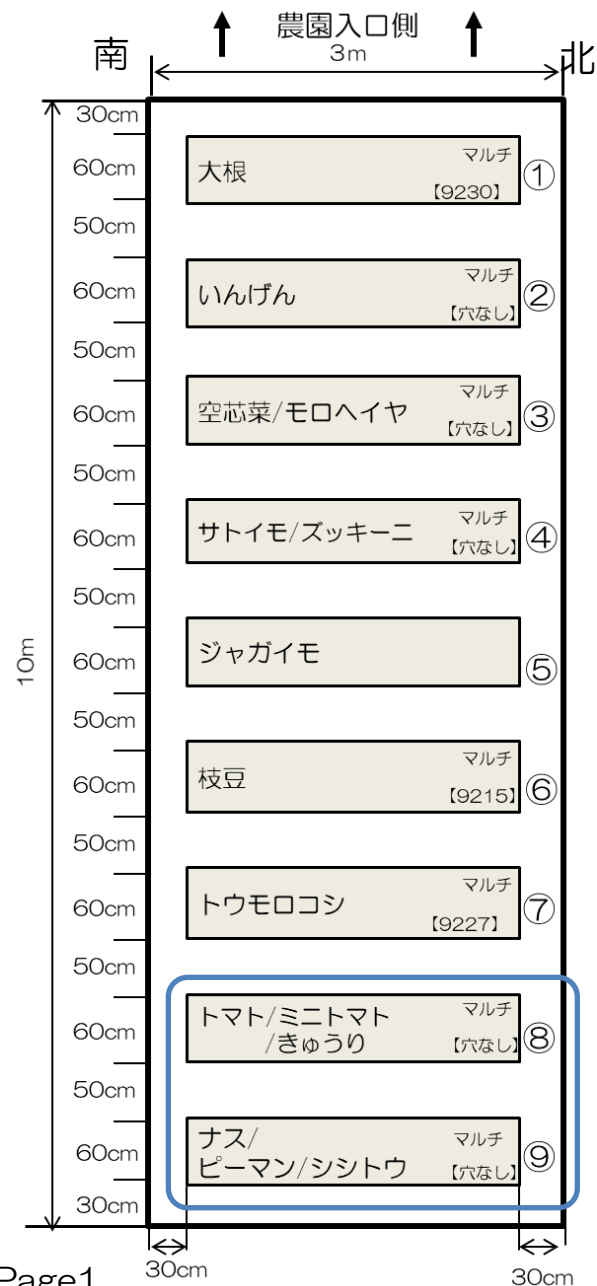 農園入口側
南
3m
北
30cm
60cm
大根
マルチ
【9230】
①
50cm
60cm
いんげん
マルチ
【穴なし】
②
50cm
60cm
空芯菜/モロヘイヤ
マルチ
【穴なし】
③
50cm
60cm
サトイモ/ズッキーニ
マルチ
【穴なし】
④
50cm
10m
60cm
ジャガイモ
⑤
50cm
60cm
枝豆
マルチ
【9215】
⑥
50cm
60cm
トウモロコシ
マルチ
【9227】
⑦
50cm
60cm
トマト/ミニトマト
/きゅうり
マルチ
【穴なし】
⑧
50cm
60cm
ナス/
ピーマン/シシトウ
マルチ
【穴なし】
⑨
30cm
30cm
30cm
Page1